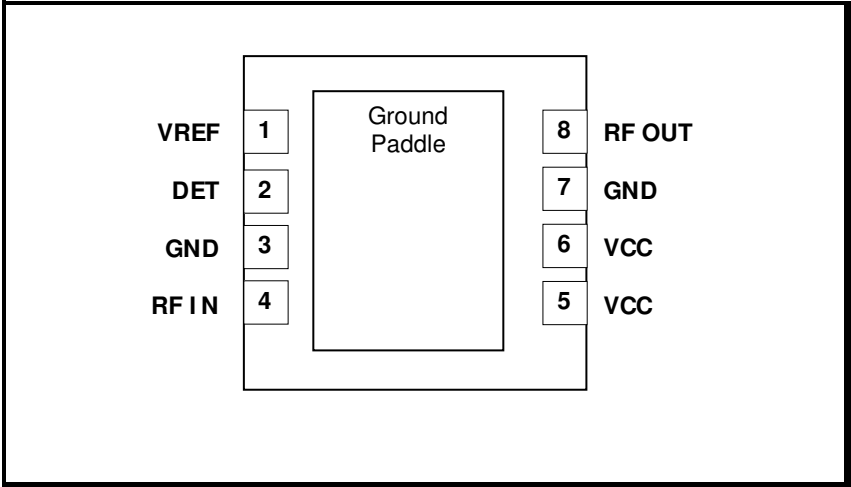 Ground
Paddle
VREF 1
8 RF OUT
DET 2
7 GND
GND 3
6 VCC
RF IN 4
5 VCC